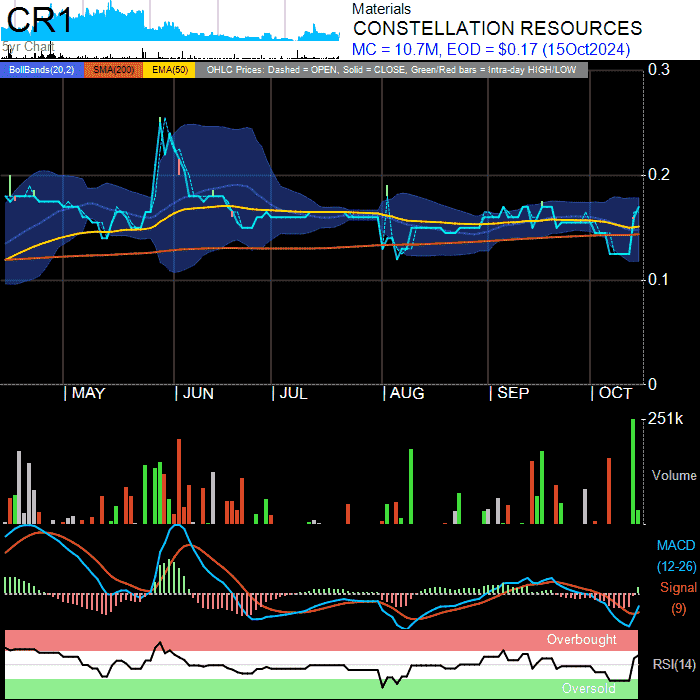 CR1
5yr Chart
Materials
CONSTELLATION RESOURCES
MC = 10.7M, EOD = $0.17 (15Oct2024)
BollBands(20,2) SMA(200) EMA(50) OHLC Prices: Dashed = OPEN, Solid = CLOSE, Green/Red bars = Intra-day HIGH/LOW
0.3
0.2
0.1
0
| MAY | JUN | JUL | AUG | SEP | OCT
251k
Volume
MACD
(12-26)
Signal
(9)
Overbought
RSI(14)
Oversold